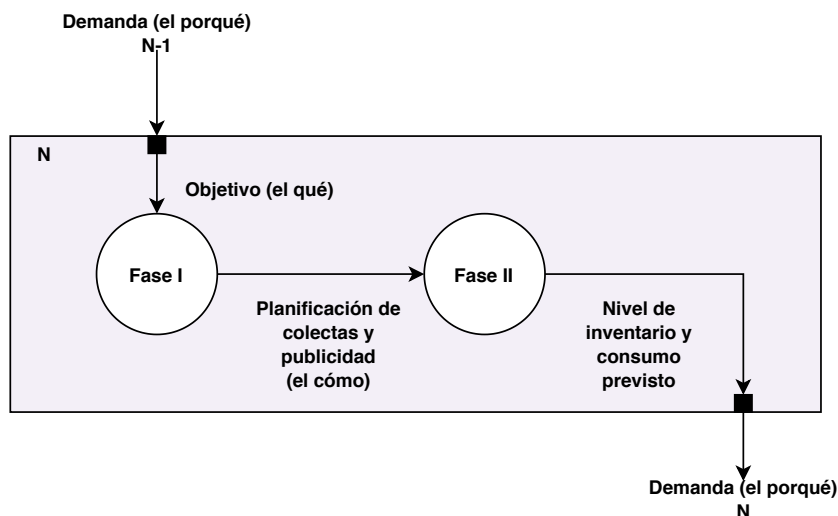 Demanda (el porqué)
N-1
N
Objetivo (el qué)
Fase I
Fase II
Planificación de
colectas y
publicidad
(el cómo)
Nivel de
inventario y
consumo
previsto
Demanda (el porqué)
N